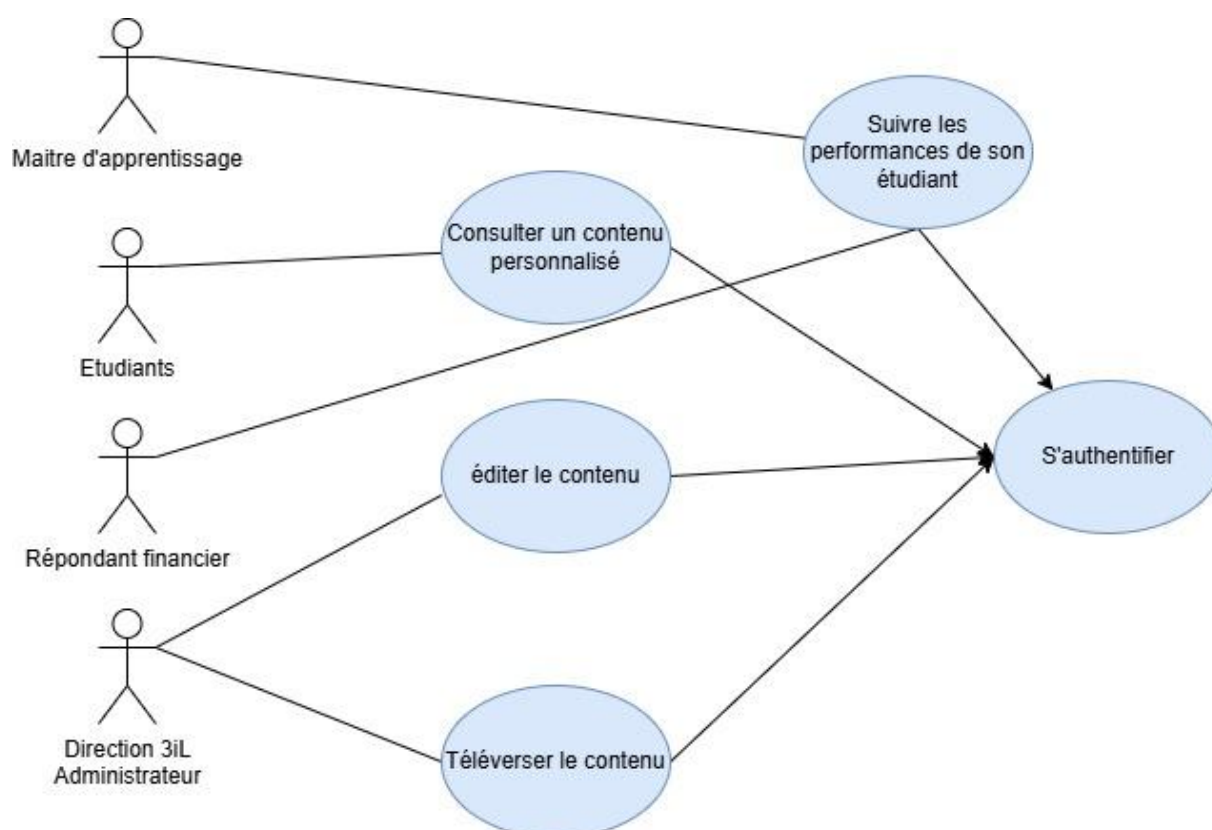 Suivre les
performances de son
étudiant
Maitre d'apprentissage
Consulter un contenu
personnalisé
Etudiants
S'authentifier
éditer le contenu
Répondant financier
Direction 3iL
Administrateur
Téléverser le contenu